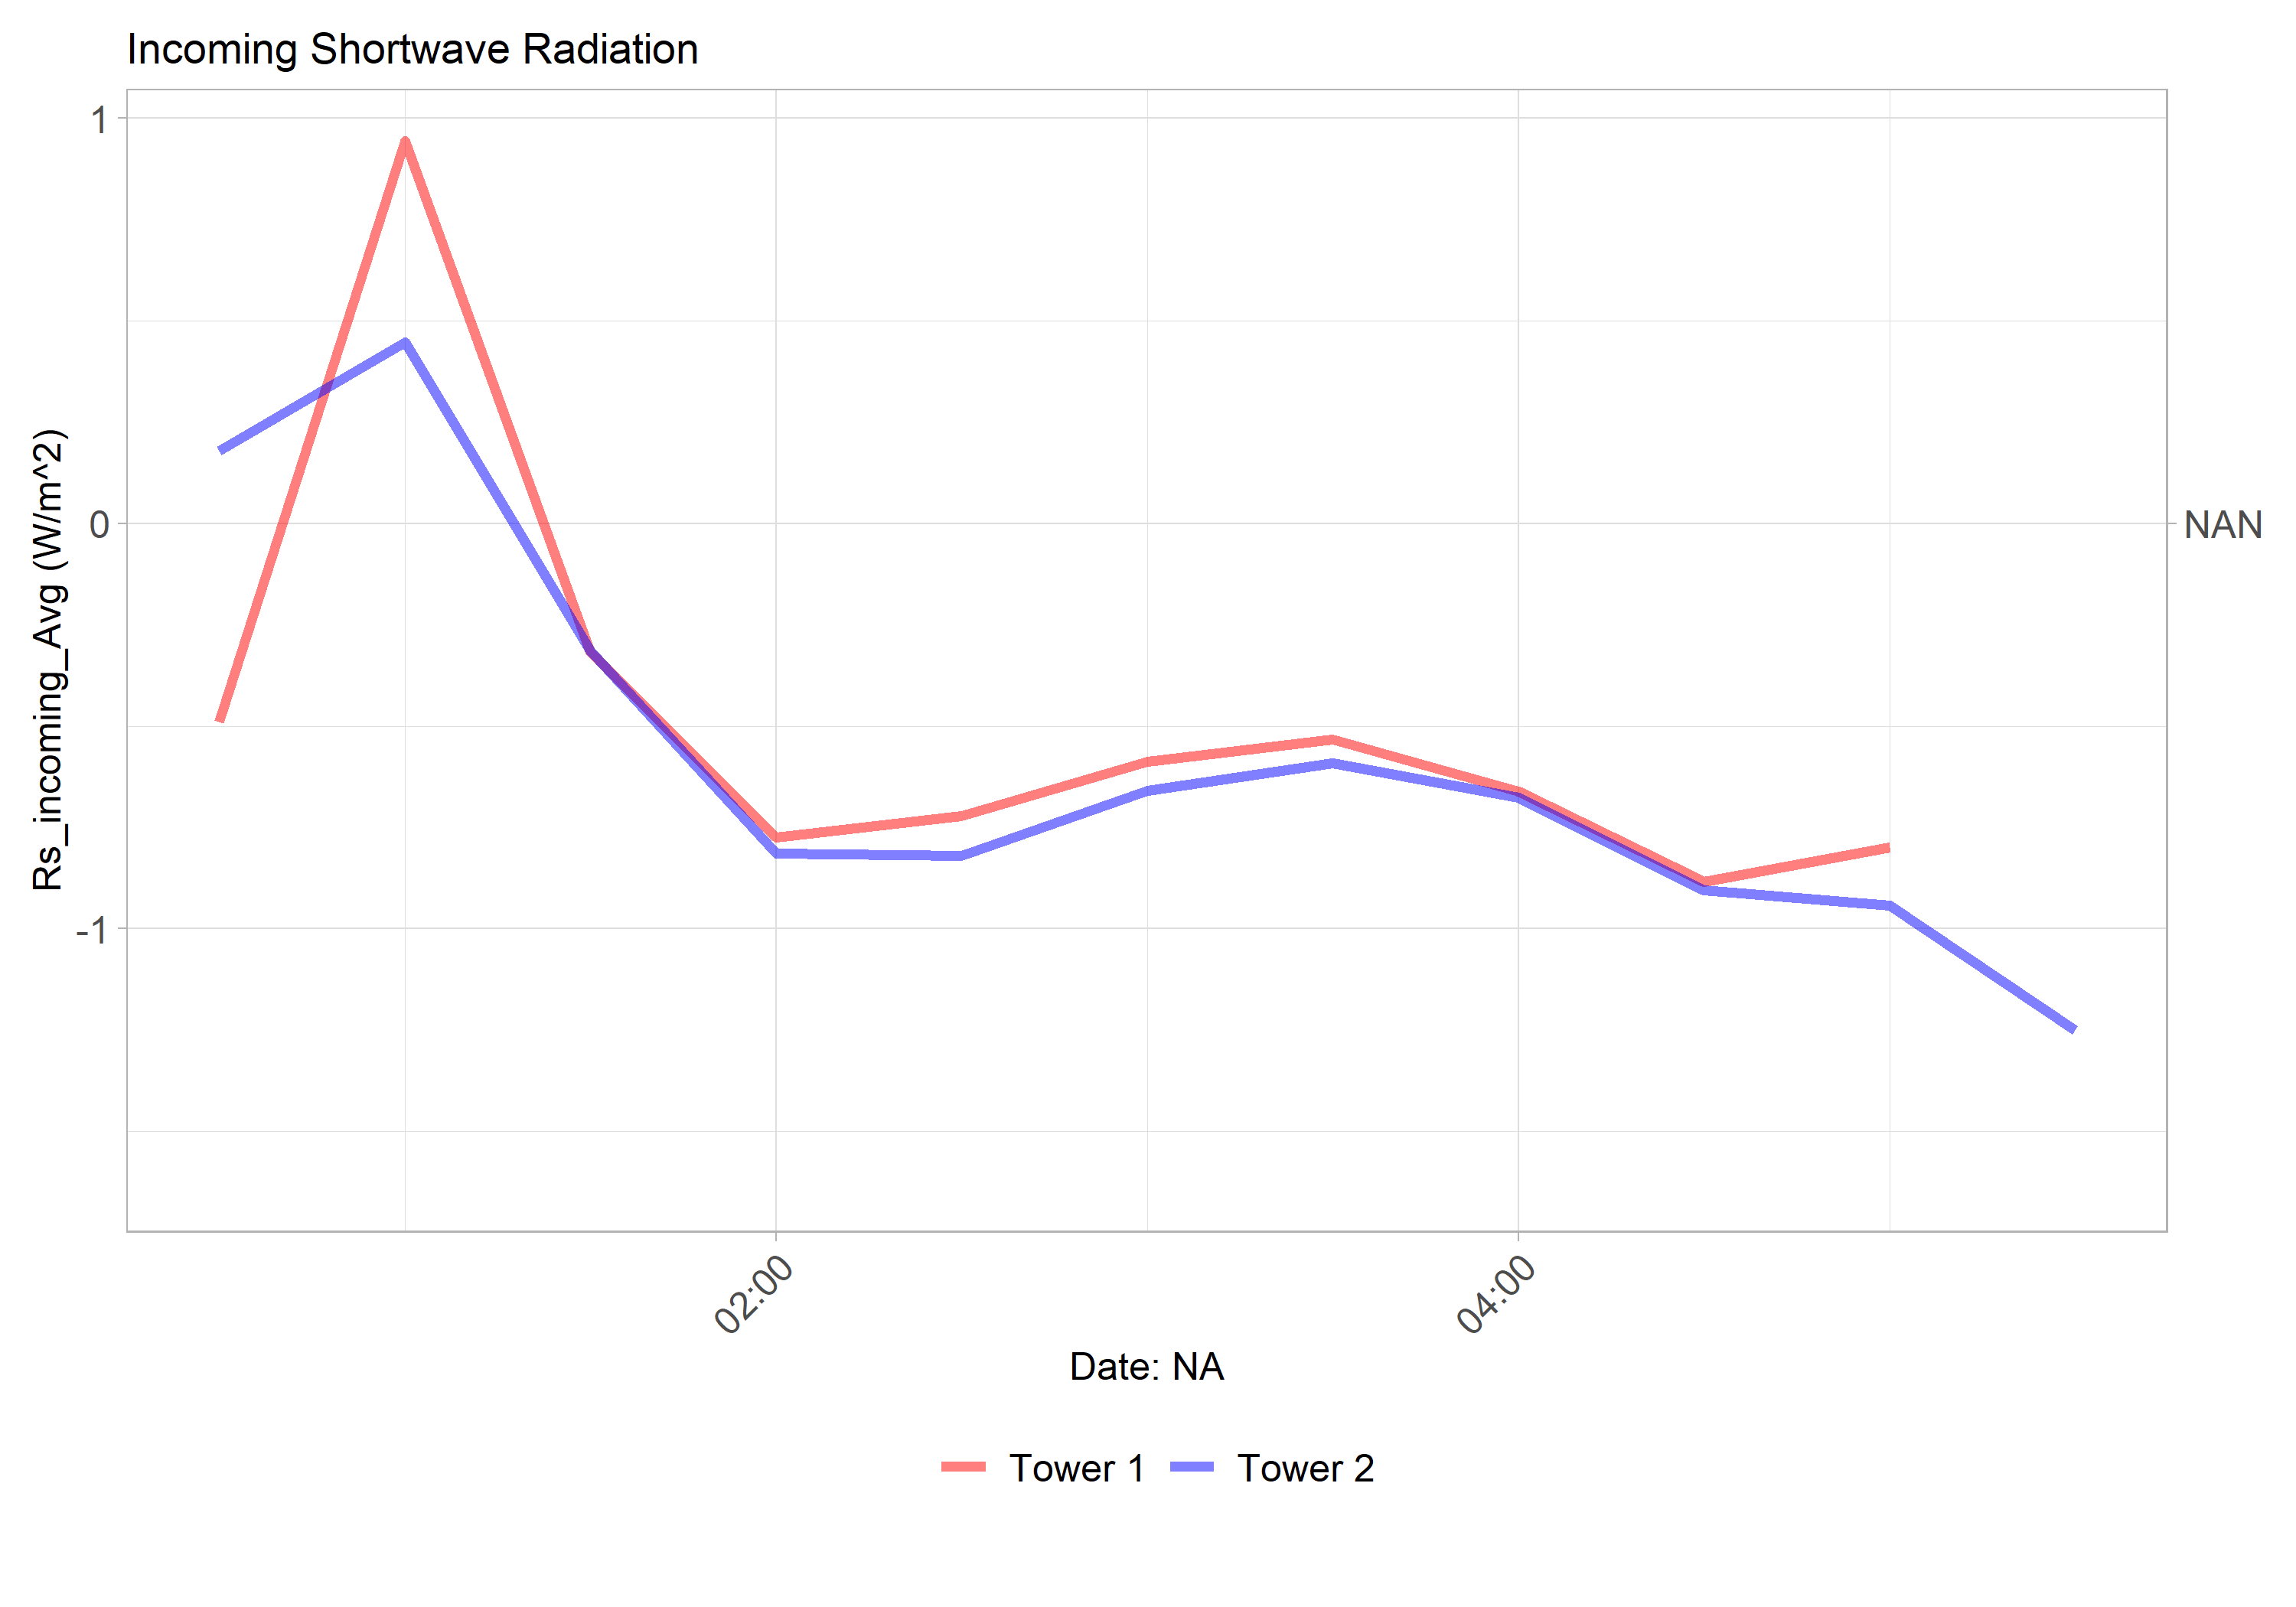 Incoming Shortwave Radiation
Rs_incoming_Avg (W/m^2)
1
0
-1
NAN
02:00
04:00
Date: NA
Tower 1
Tower 2